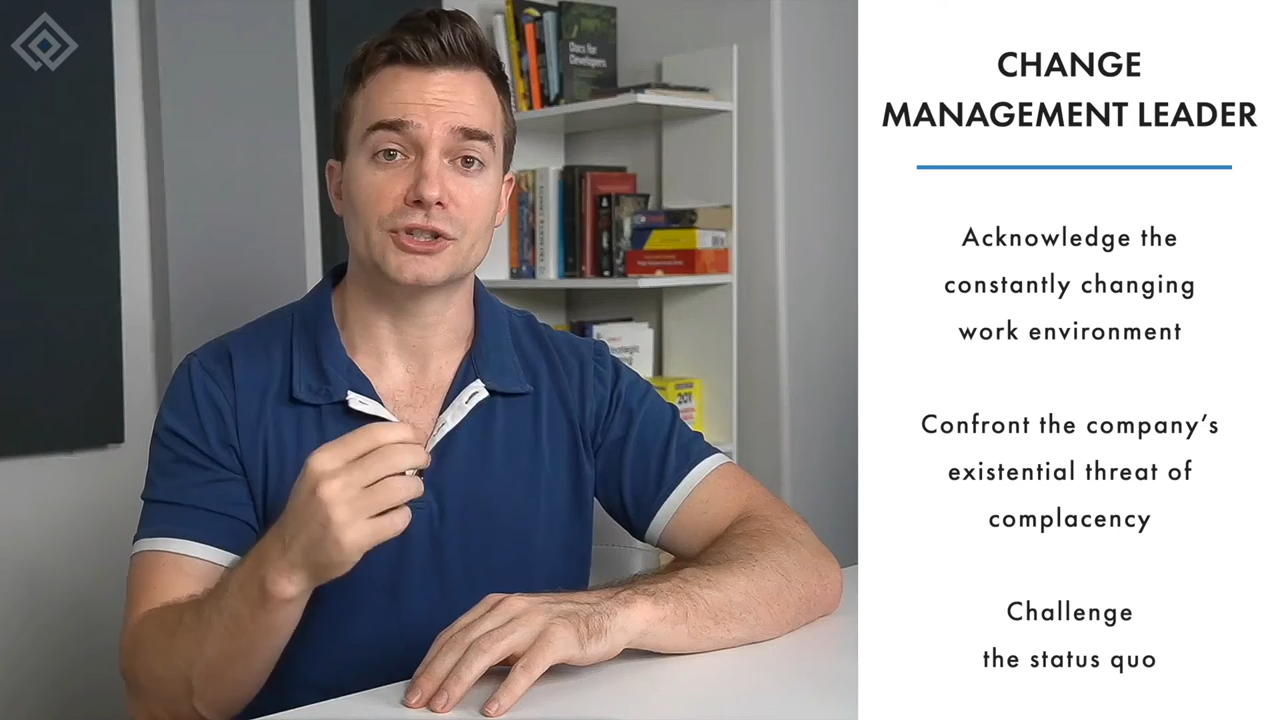 Docs for
Developers
201
CHANGE
MANAGEMENT LEADER
Acknowledge the
constantly changing
work environment
Confront the company’s
existential threat of
complacency
Challenge
the status quo